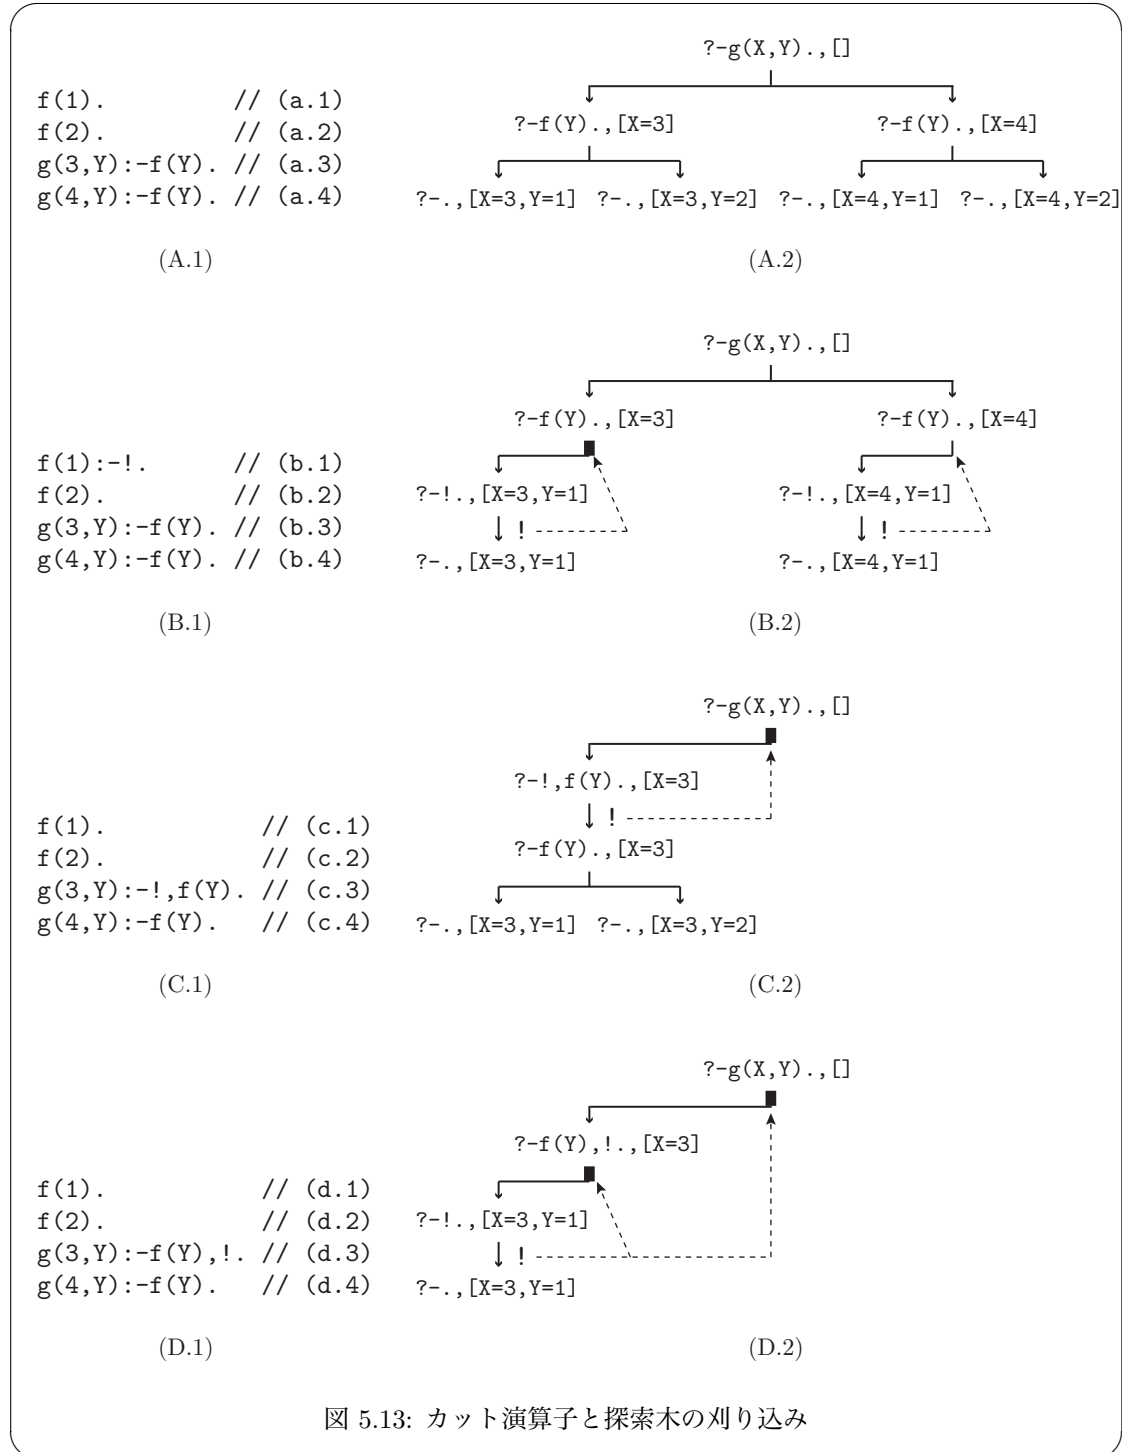 ?-g(X,Y).,[]
f(1). // (a.1)
f(2). // (a.2)
g(3,Y):-f(Y). // (a.3)
g(4,Y):-f(Y). // (a.4)
?-f(Y).,[X=3] ?-f(Y).,[X=4]
?-.,[X=3,Y=1] ?-.,[X=3,Y=2] ?-.,[X=4,Y=1] ?-.,[X=4,Y=2]
(A.1) (A.2)
?-g(X,Y).,[]
?-f(Y).,[X=3] ?-f(Y).,[X=4]
f(1):-!. // (b.1)
f(2). // (b.2)
g(3,Y):-f(Y). // (b.3)
g(4,Y):-f(Y). // (b.4)
?-!.,[X=3,Y=1] ?-!.,[X=4,Y=1]
! !
?-.,[X=3,Y=1] ?-.,[X=4,Y=1]
(B.1) (B.2)
?-g(X,Y).,[]
?-!,f(Y).,[X=3]
!
f(1). // (c.1)
f(2). // (c.2)
g(3,Y):-!,f(Y). // (c.3)
g(4,Y):-f(Y). // (c.4)
?-f(Y).,[X=3]
?-.,[X=3,Y=1] ?-.,[X=3,Y=2]
(C.1) (C.2)
?-g(X,Y).,[]
?-f(Y),!.,[X=3]
f(1). // (d.1)
f(2). // (d.2)
g(3,Y):-f(Y),!. // (d.3)
g(4,Y):-f(Y). // (d.4)
?-!.,[X=3,Y=1]
!
?-.,[X=3,Y=1]
(D.1) (D.2)
図 5.13: カット演算子と探索木の刈り込み